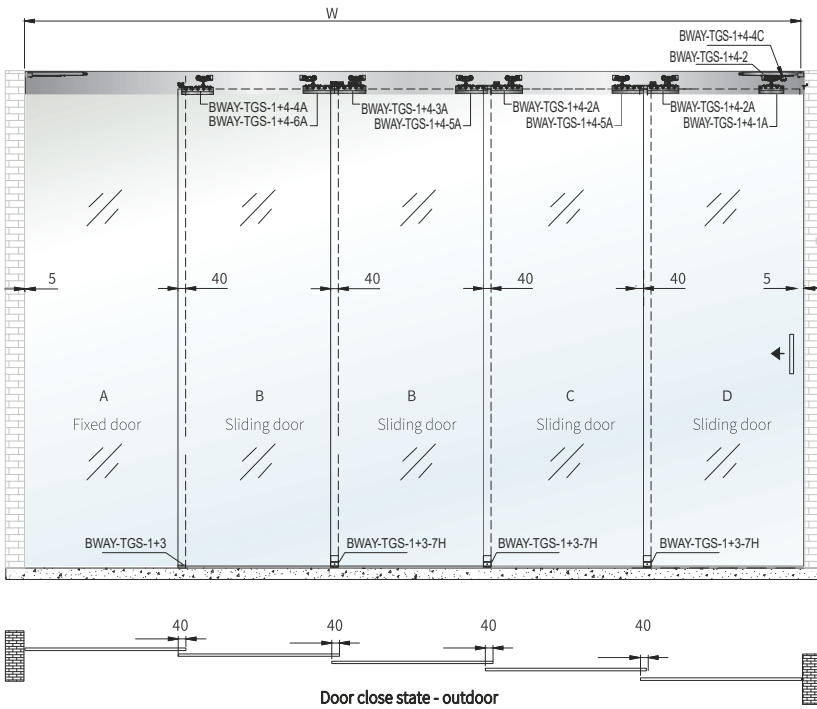 W
BWAY-TGS-1+4-4C
BWAY-TGS-1+4-2
BWAY-TGS-1+4-4A
BWAY-TGS-1+4-6A
BWAY-TGS-1+4-3A
BWAY-TGS-1+4-5A
BWAY-TGS-1+4-2A
BWAY-TGS-1+4-5A
BWAY-TGS-1+4-2A
BWAY-TGS-1+4-1A
5 40 40 40 40 5
A B B C D
Fixed door Sliding door Sliding door Sliding door Sliding door
BWAY-TGS-1+3 BWAY-TGS-1+3-7H BWAY-TGS-1+3-7H BWAY-TGS-1+3-7H
40 40 40 40
Door close state - outdoor